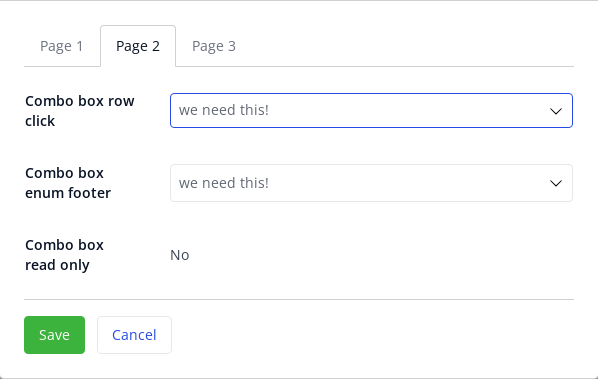 Page 1 Page 2 Page 3
Combo box row
click
we need this!
Combo box
enum footer
we need this!
Combo box
read only
No
Save Cancel